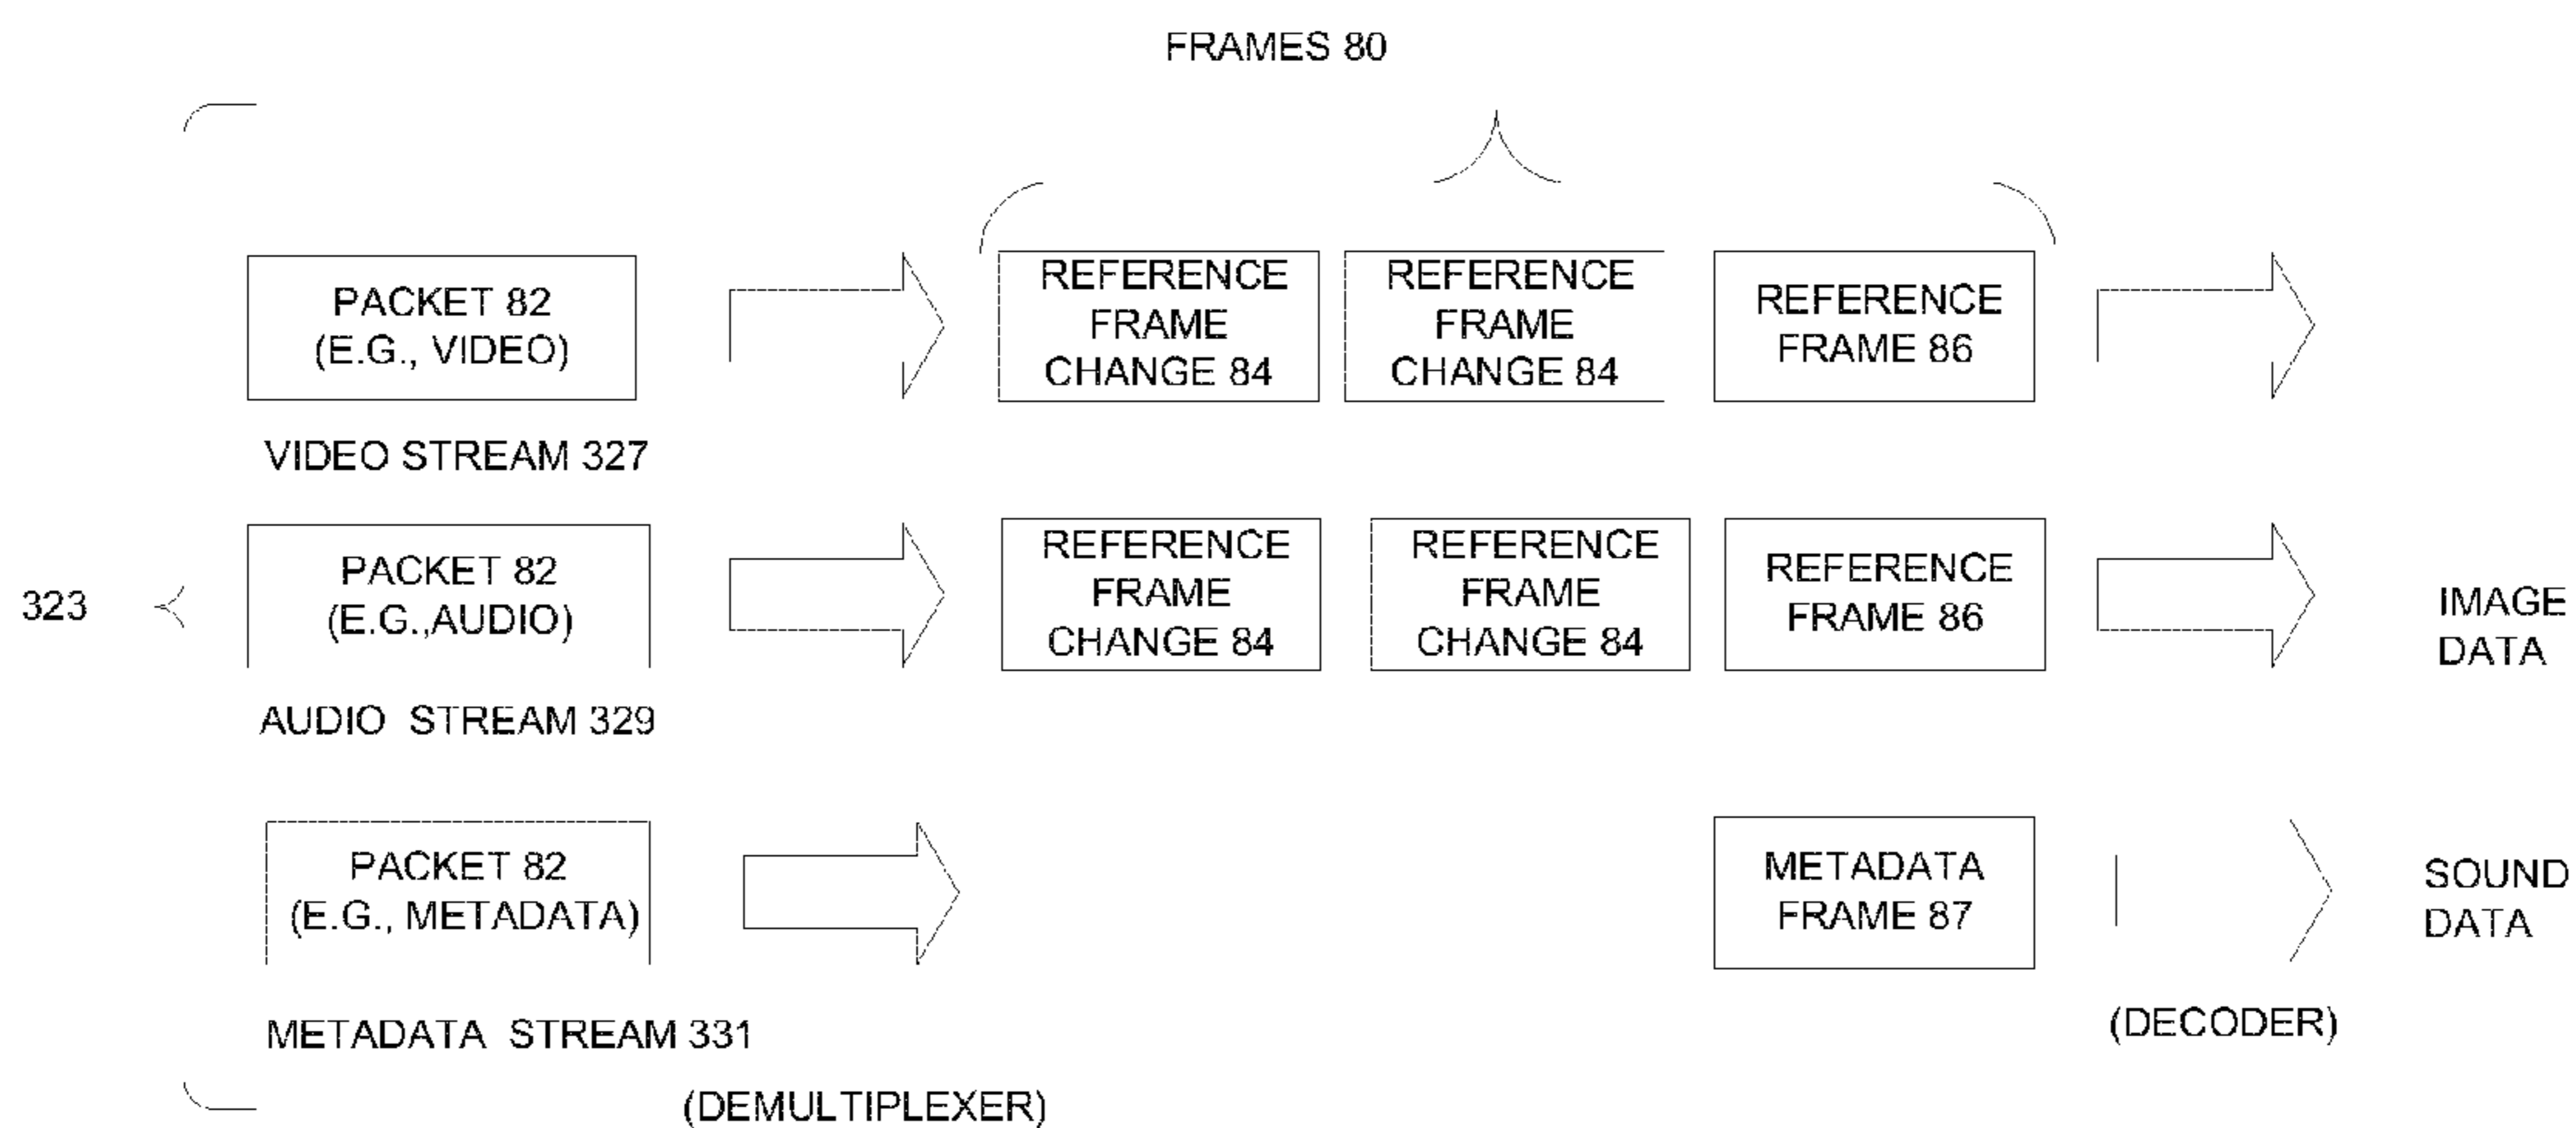 FRAMES 80
PACKET 82
(E.G., VIDEO)
REFERENCE
FRAME
CHANGE 84
REFERENCE
FRAME
CHANGE 84
REFERENCE
FRAME 86
VIDEO STREAM 327
323
PACKET 82
(E.G.,AUDIO)
REFERENCE
FRAME
CHANGE 84
REFERENCE
FRAME
CHANGE 84
REFERENCE
FRAME 86
IMAGE
DATA
AUDIO STREAM 329
PACKET 82
(E.G., METADATA)
METADATA
FRAME 87
SOUND
DATA
METADATA STREAM 331
(DECODER)
(DEMULTIPLEXER)